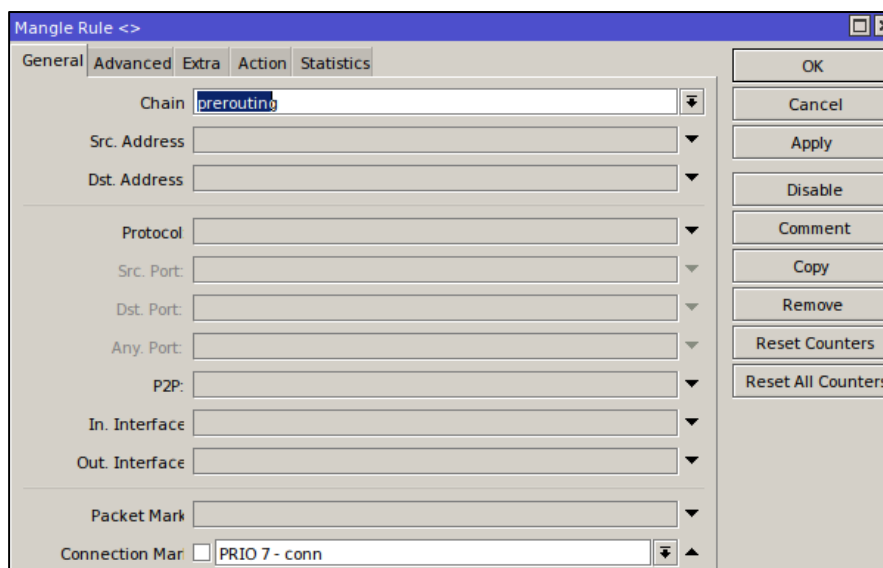 Mangle Rule <>
General Advanced Extra Action Statistics
Chain prerouting
Src. Address
Dst. Address
Protocol
Src. Port:
Dst. Port:
Any. Port:
P2P:
In. Interface
Out. Interface
Packet Mark
Connection Mar PRIO 7 - conn
OK
Cancel
Apply
Disable
Comment
Copy
Remove
Reset Counters
Reset All Counters